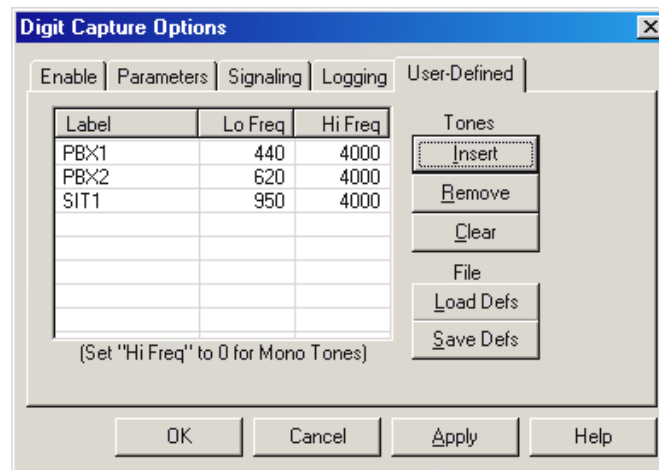 Digit Capture Options
Enable Parameters Signaling Logging User-Defined
Label Lo Freq Hi Freq
PBX1 440 4000
PBX2 620 4000
SIT1 950 4000
(Set "Hi Freq" to 0 for Mono Tones)
Tones
Insert
Remove
Clear
File
Load Defs
Save Defs
OK Cancel Apply Help